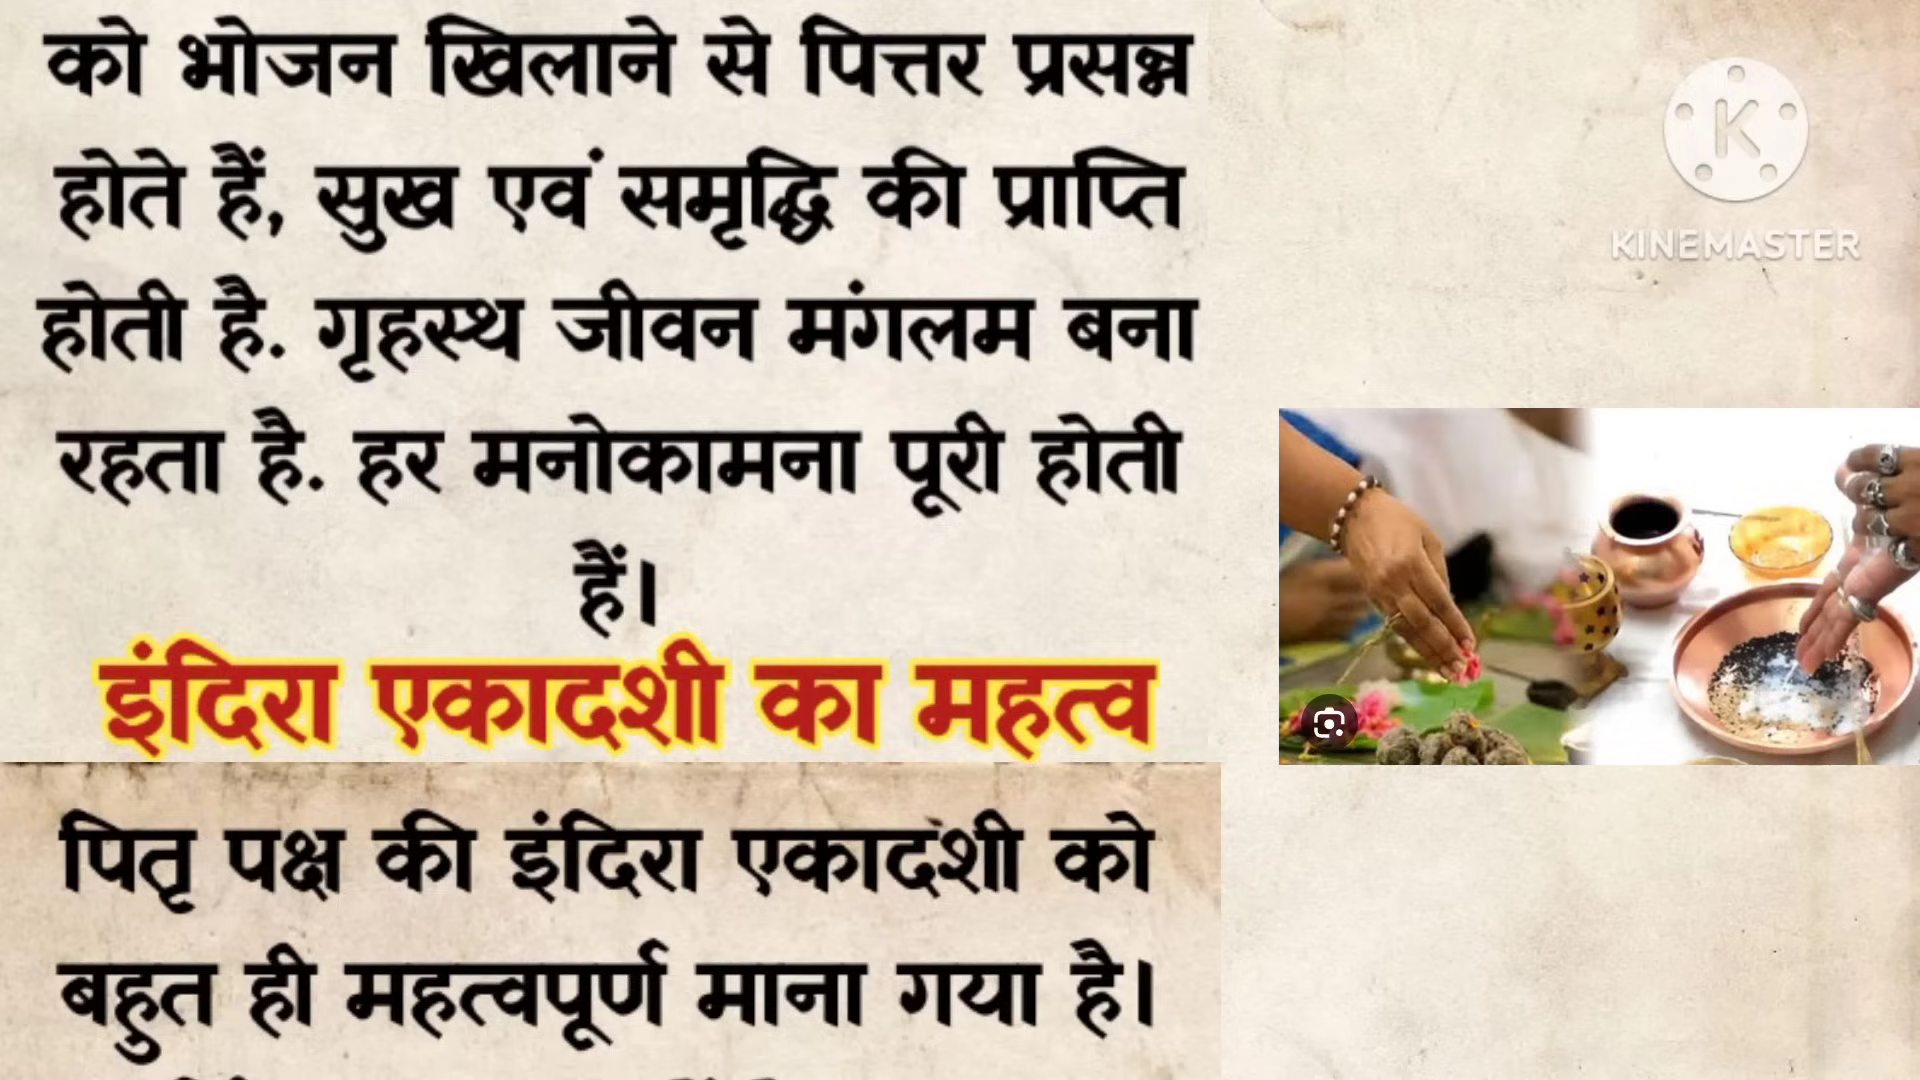 को भोजन खिलाने से पित्तर प्रसन्न
होते हैं, सुख एवं समृद्धि की प्राप्ति
होती है. गृहस्थ जीवन मंगलम बना
रहता है. हर मनोकामना पूरी होती
हैं।
इंदिरा एकादशी का महत्व
पितृ पक्ष की इंदिरा एकादशी को
बहुत ही महत्वपूर्ण माना गया है।
K
KINEMASTER